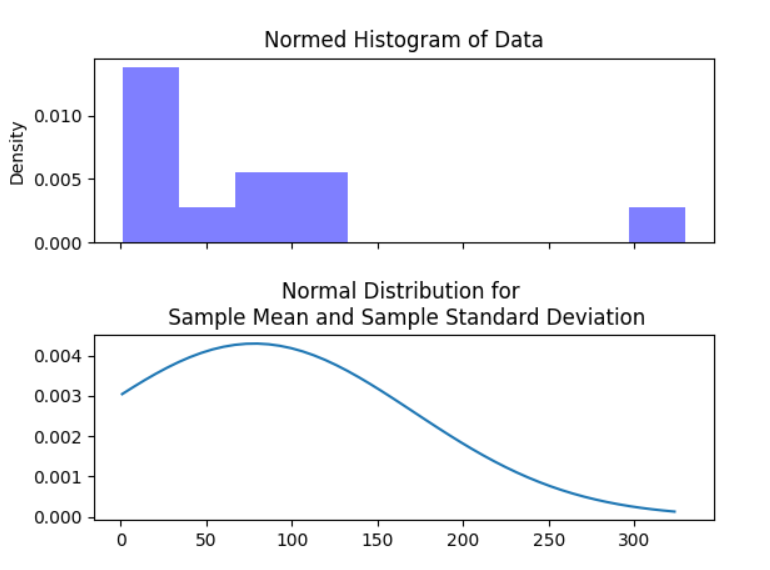 Normed Histogram of Data
Density
0.010
0.005
0.000
Normal Distribution for
Sample Mean and Sample Standard Deviation
0.004
0.003
0.002
0.001
0.000
0 50 100 150 200 250 300